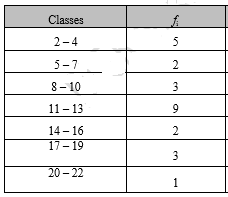 Classes fᵢ
2 – 4 5
5 – 7 2
8 – 10 3
11 – 13 9
14 – 16 2
17 – 19 3
20 – 22 1